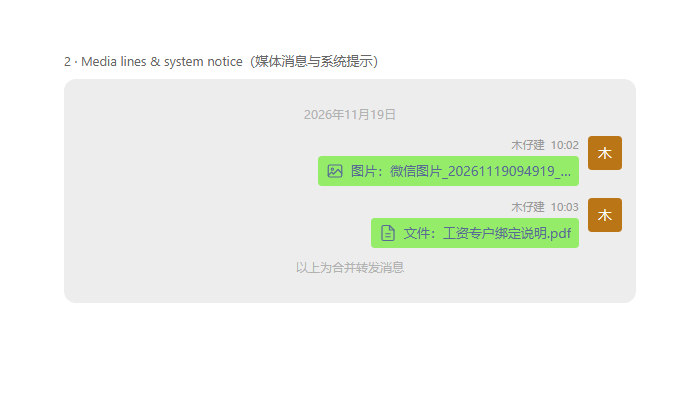 2 · Media lines & system notice（媒体消息与系统提示）
2026年11月19日
木仔建 10:02
木
图片：微信图片_20261119094919_...
木仔建 10:03
木
文件：工资专户绑定说明.pdf
以上为合并转发消息